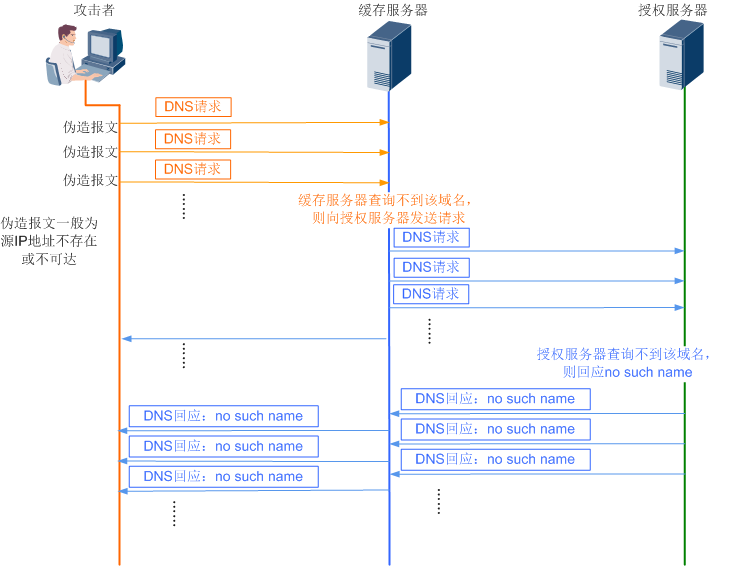 攻击者
缓存服务器
授权服务器
DNS请求
伪造报文
DNS请求
伪造报文
DNS请求
伪造报文
缓存服务器查询不到该域名，
则向授权服务器发送请求
伪造报文一般为
源IP地址不存在
或不可达
DNS请求
DNS请求
DNS请求
授权服务器查询不到该域名，
则回应no such name
DNS回应：no such name
DNS回应：no such name
DNS回应：no such name
DNS回应：no such name
DNS回应：no such name
DNS回应：no such name